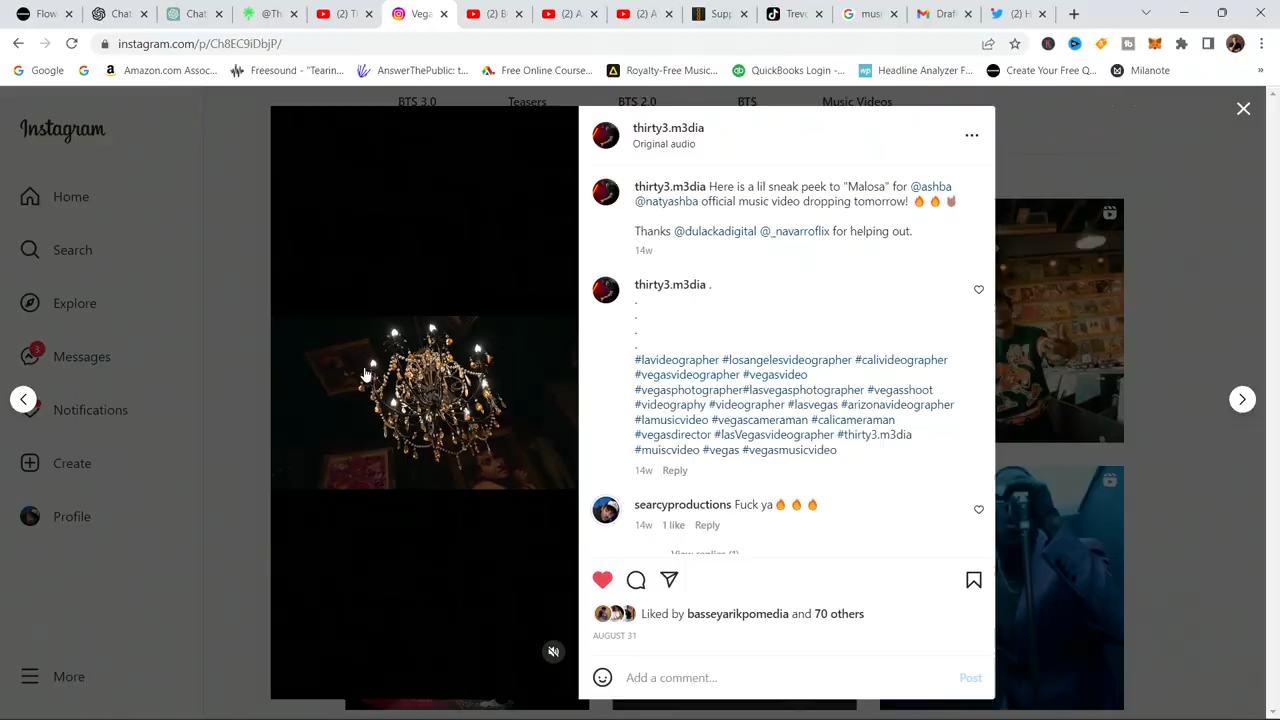 Flow
Chat
Chat
@Th
(2) T
Vega
(2) B
(2) A
(2) A
Supp
Trevo
musi
Draf
(2) H
instagram.com/p/Ch8EC9iDbjP/
Google
Amazon.com Assoc...
Freesound - "Tearin...
AnswerThePublic: t...
Free Online Course...
Royalty-Free Music...
QuickBooks Login -...
Headline Analyzer F...
Create Your Free Q...
Milanote
»
BTS 3.0
Teasers
BTS 2.0
BTS
Music Videos
Instagram
Home
Search
Explore
3
Messages
Notifications
Create
Profile
More
thirty3.m3dia
Original audio
thirty3.m3dia Here is a lil sneak peek to "Malosa" for @ashba
@natyashba official music video dropping tomorrow! 🔥 🔥 🤘🏽
Thanks @dulackadigital @_navarroflix for helping out.
14w
thirty3.m3dia .
.
.
.
.
#lavideographer #losangelesvideographer #calivideographer
#vegasvideographer #vegasvideo
#vegasphotographer#lasvegasphotographer #vegasshoot
#videography #videographer #lasvegas #arizonavideographer
#lamusicvideo #vegascameraman #calicameraman
#vegasdirector #lasVegasvideographer #thirty3.m3dia
#muiscvideo #vegas #vegasmusicvideo
14w Reply
searcyproductions Fuck ya🔥 🔥 🔥
14w 1 like Reply
View replies (1)
Liked by basseyarikpomedia and 70 others
AUGUST 31
Add a comment...
Post